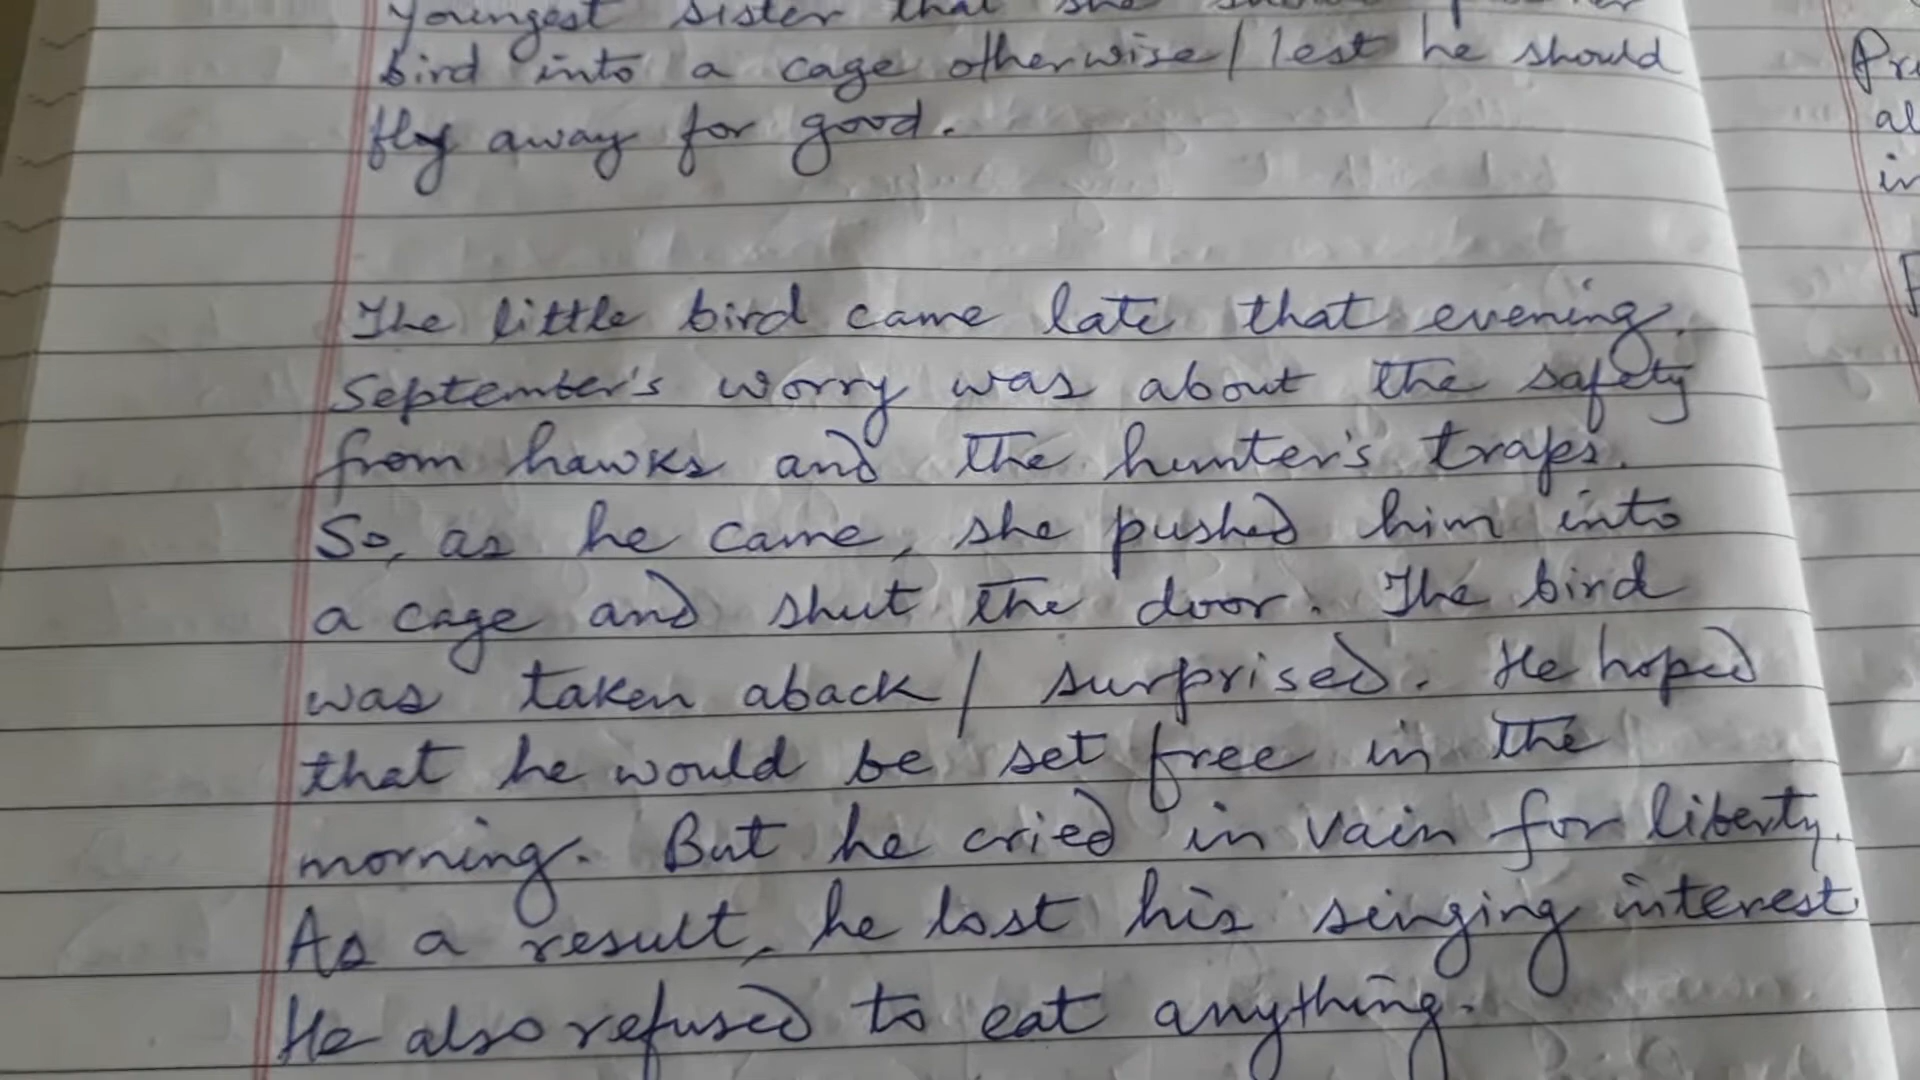 youngest sister that she
bird into a cage otherwise/lest he should
fly away for good.
The little bird came late that evening.
September's worry was about the safety
from hawks and the hunter's traps.
So, as he came, she pushed him into
a cage and shut the door. The bird
was taken aback/surprised. He hoped
that he would be set free in the
morning. But he cried in vain for liberty.
As a result, he lost his singing interest
He also refused to eat anything.